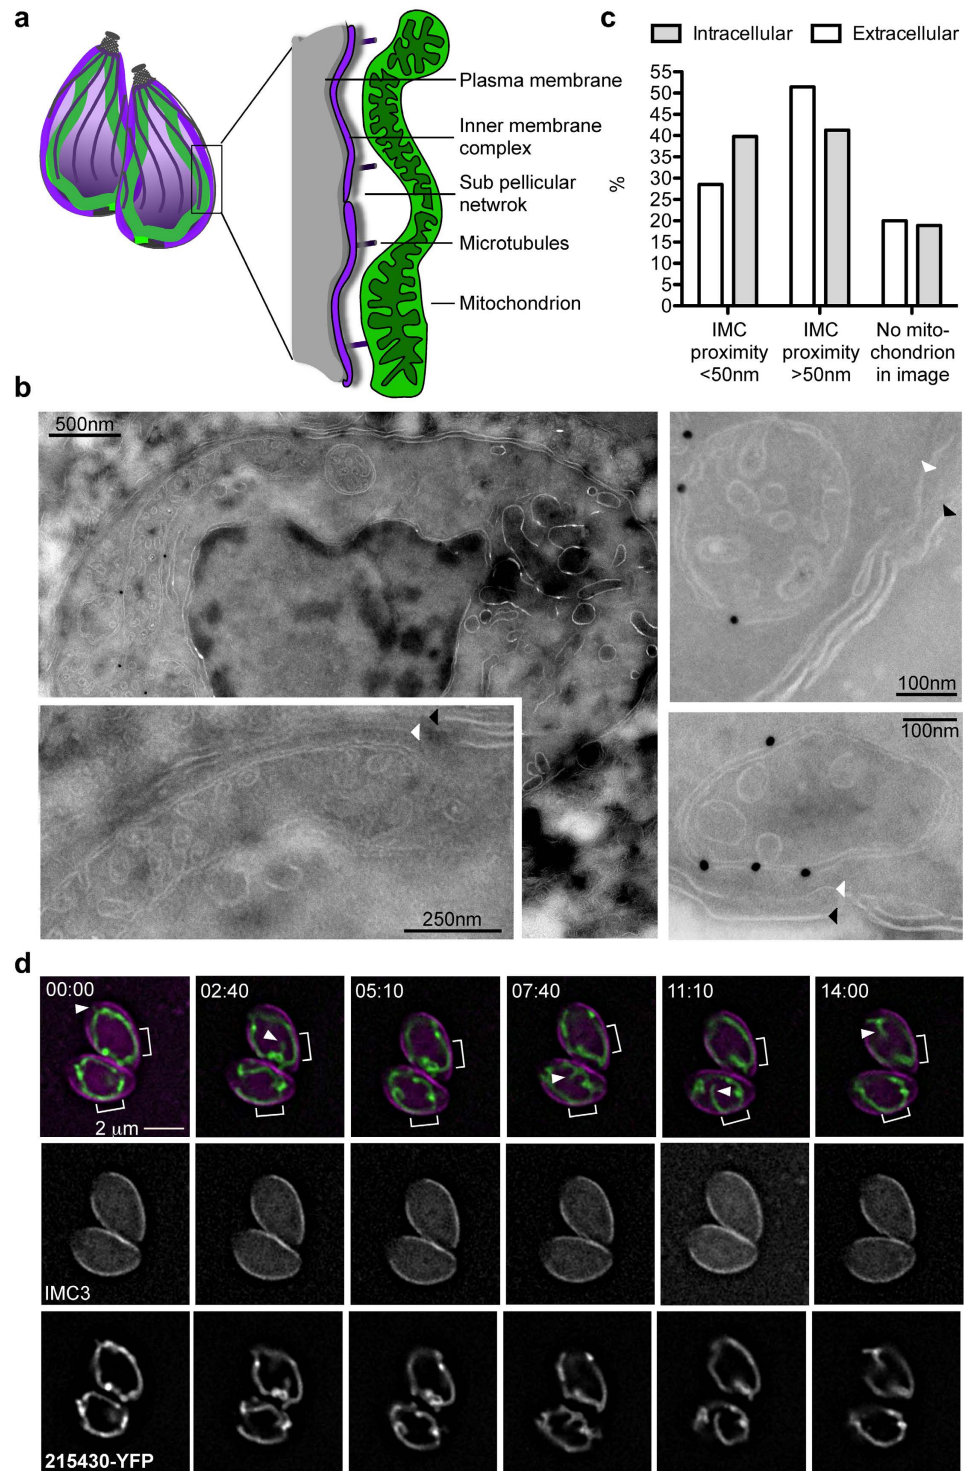 a
Plasma membrane
Inner membrane
complex
Sub pellicular
netwrok
Microtubules
Mitochondrion
c
Intracellular
Extracellular
%
55
50
45
40
35
30
25
20
15
10
5
0
IMC
proximity
<50nm
IMC
proximity
>50nm
No mito-
chondrion
in image
b
500nm
100nm
250nm
100nm
d
00:00
02:40
05:10
07:40
11:10
14:00
2 μm
IMC3
215430-YFP